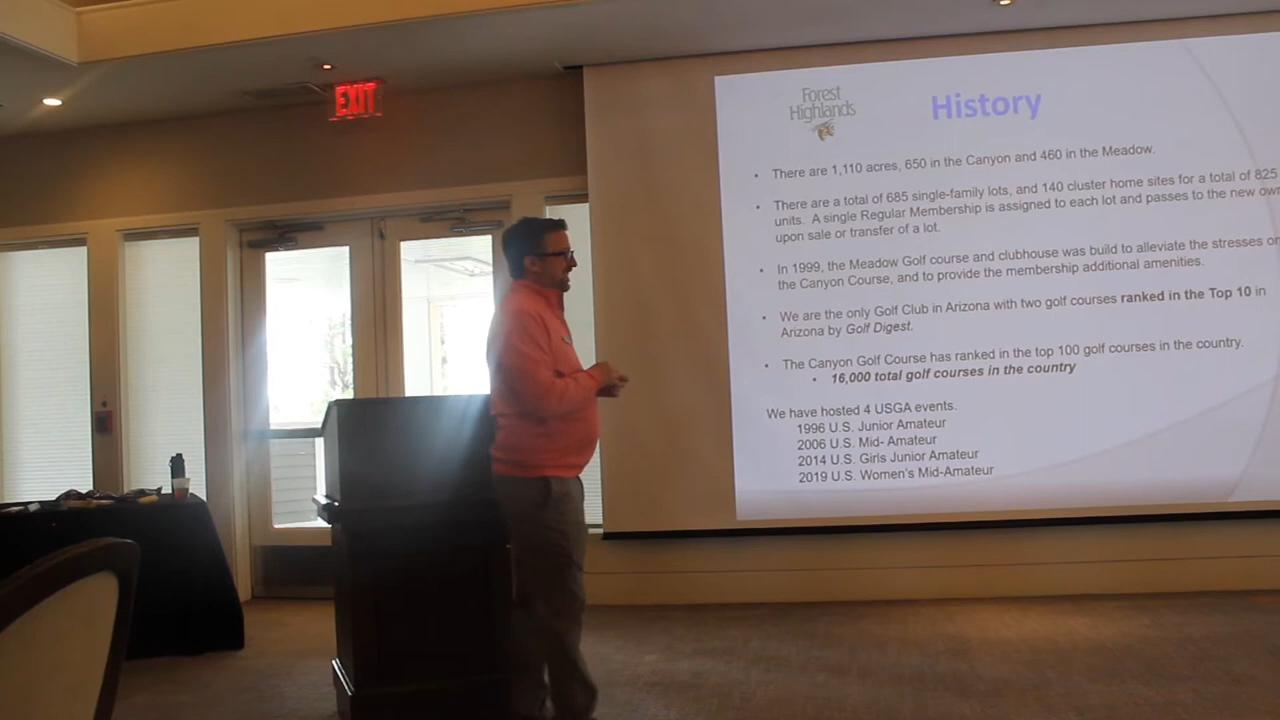 EXIT
Forest
Highlands
History
• There are 1,110 acres, 650 in the Canyon and 460 in the Meadow.
• There are a total of 685 single-family lots, and 140 cluster home sites for a total of 825
units. A single Regular Membership is assigned to each lot and passes to the new
upon sale or transfer of a lot.
• In 1999, the Meadow Golf course and clubhouse was build to alleviate the stresses on
the Canyon Course, and to provide the membership additional amenities.
• We are the only Golf Club in Arizona with two golf courses ranked in the Top 10 in
Arizona by Golf Digest.
• The Canyon Golf Course has ranked in the top 100 golf courses in the country.
• 16,000 total golf courses in the country
We have hosted 4 USGA events.
1996 U.S. Junior Amateur
2006 U.S. Mid- Amateur
2014 U.S. Girls Junior Amateur
2019 U.S. Women's Mid-Amateur